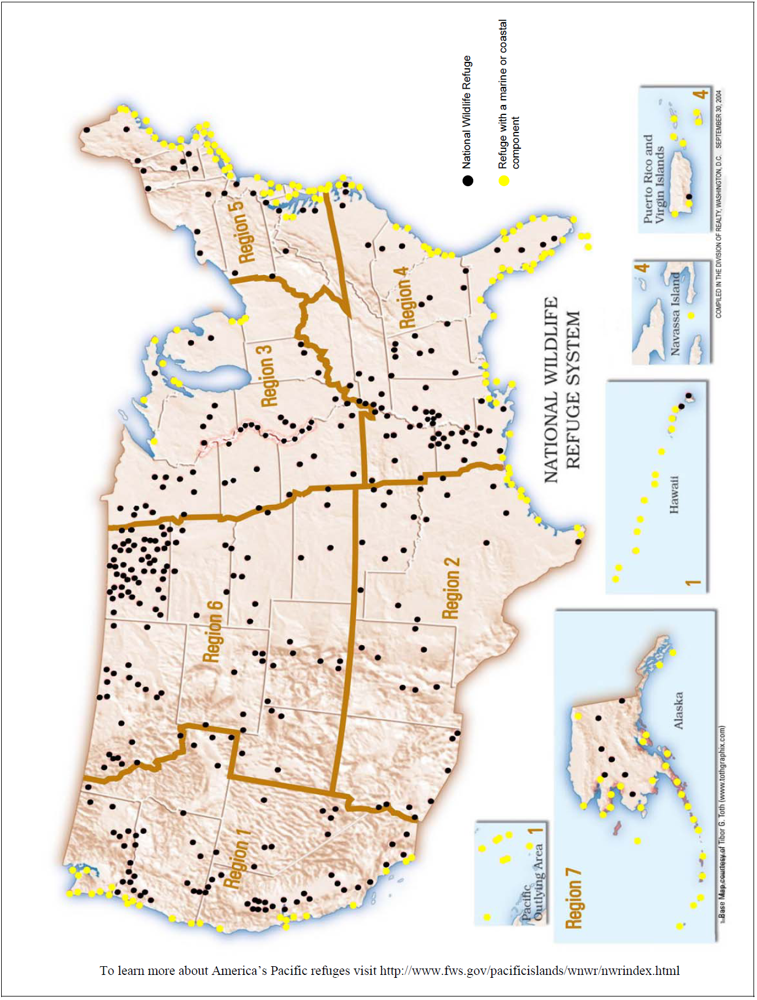 National Wildlife Refuge
Refuge with a marine or coastal
component
NATIONAL WILDLIFE
REFUGE SYSTEM
Region 1
Region 2
Region 3
Region 4
Region 5
Region 6
Region 7
Alaska
Pacific
Outlying Area
1
Hawaii
1
Navassa Island
4
Puerto Rico and
Virgin Islands
4
COMPILED IN THE DIVISION OF REALTY, WASHINGTON, D.C. SEPTEMBER 30, 2004
Base Map courtesy of Tibor G. Toth (www.tothgraphix.com)
To learn more about America's Pacific refuges visit http://www.fws.gov/pacificislands/wnwr/nwrindex.html